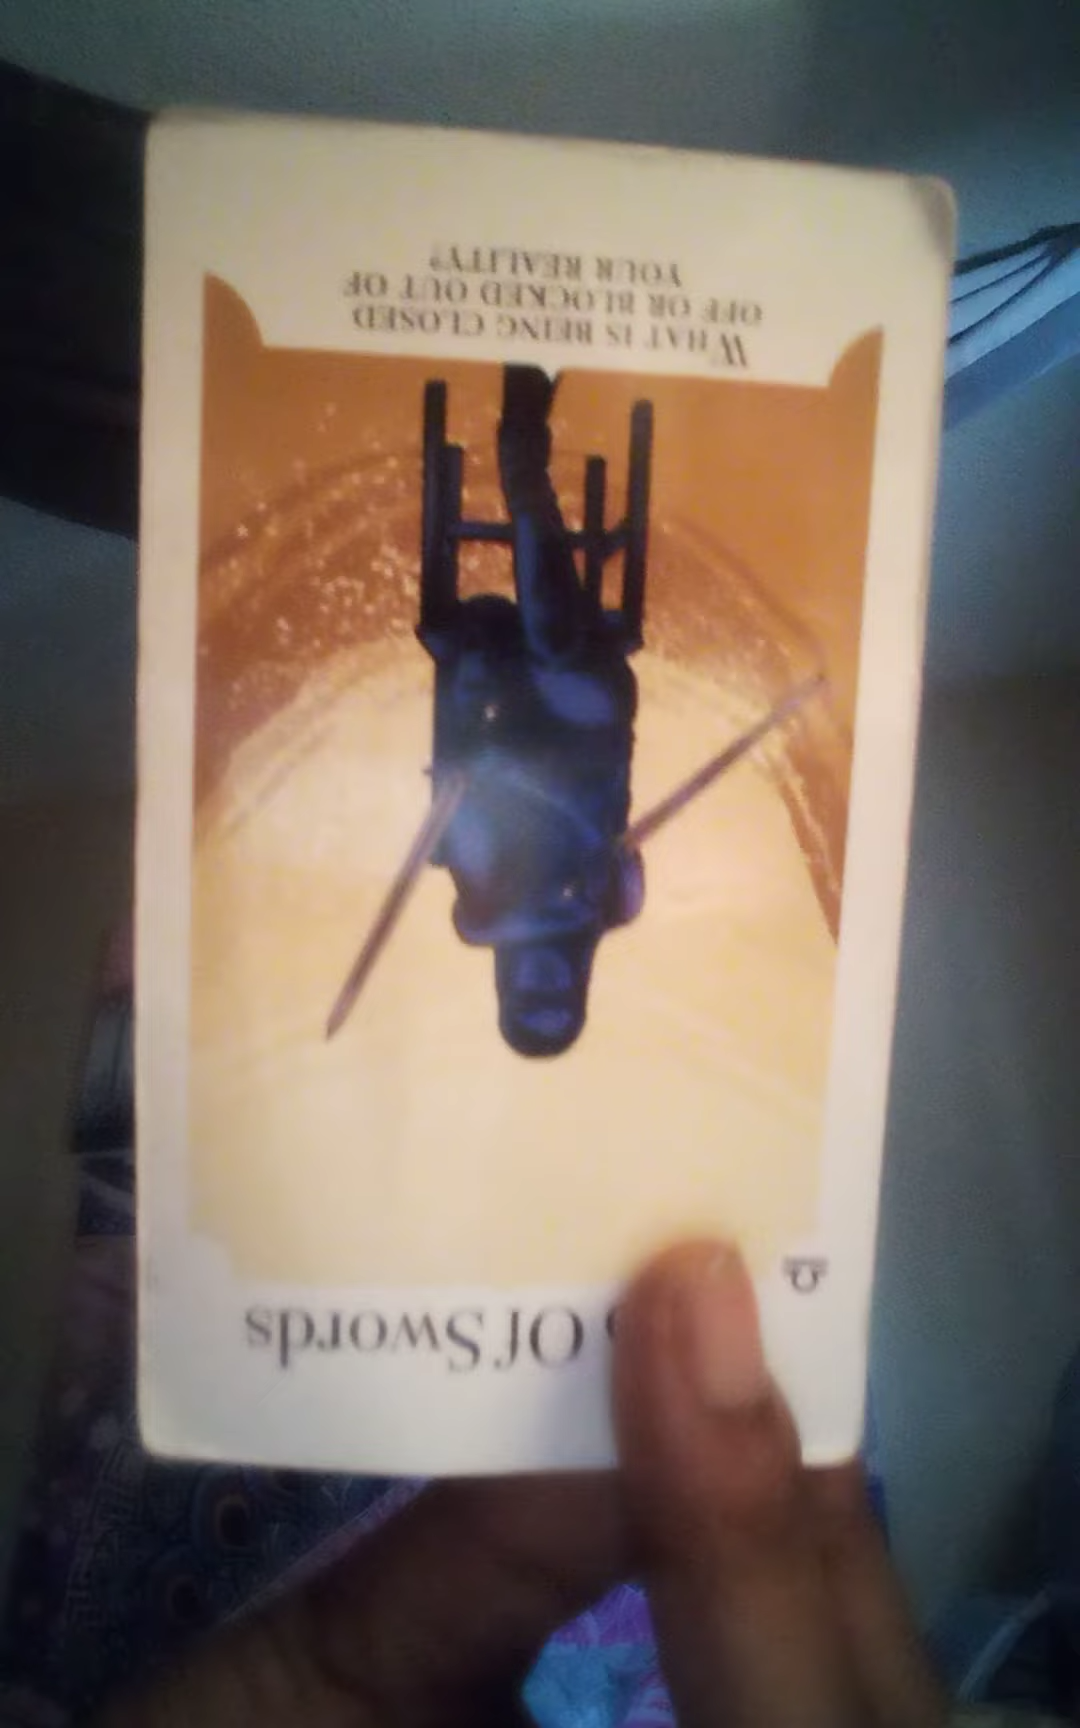 Of Swords
WHAT IS BEING CLOSED
OFF OR BLOCKED OUT OF
YOUR REALITY?